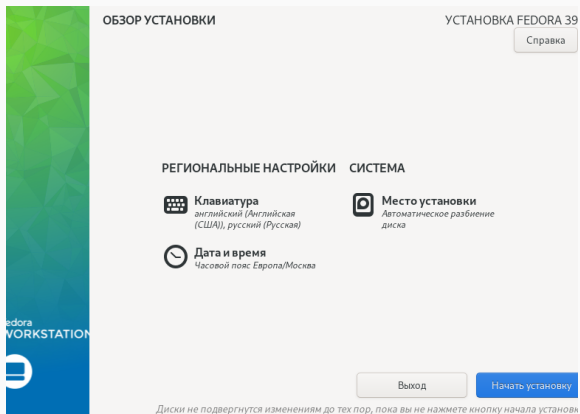 ОБЗОР УСТАНОВКИ
УСТАНОВКА FEDORA 39
Справка
РЕГИОНАЛЬНЫЕ НАСТРОЙКИ
СИСТЕМА
Клавиатура
английский (Английская
(США)), русский (Русская)
Место установки
Автоматическое разбиение
диска
Дата и время
Часовой пояс Европа/Москва
edora
WORKSTATION
Выход
Начать установку
Диски не подвергнутся изменениям до тех пор, пока вы не нажмете кнопку начала установк